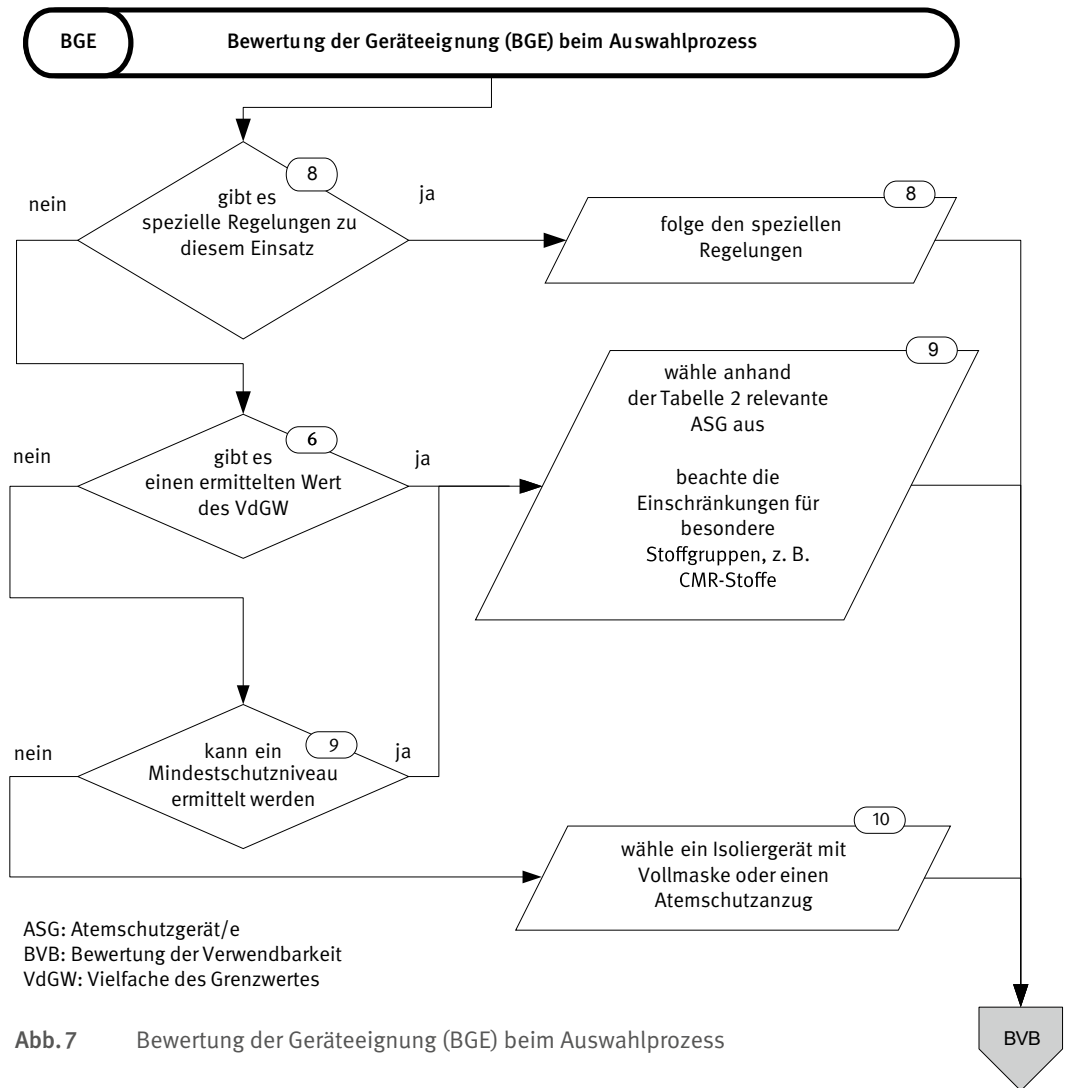 BGE
Bewertung der Geräteeignung (BGE) beim Auswahlprozess
8
gibt es
spezielle Regelungen zu
diesem Einsatz
nein
ja
8
folge den speziellen
Regelungen
9
wähle anhand
der Tabelle 2 relevante
ASG aus
beachte die
Einschränkungen für
besondere
Stoffgruppen, z. B.
CMR-Stoffe
6
gibt es
einen ermittelten Wert
des VdGW
nein
ja
9
kann ein
Mindestschutzniveau
ermittelt werden
nein
ja
10
wähle ein Isoliergerät mit
Vollmaske oder einen
Atemschutzanzug
ASG: Atemschutzgerät/e
BVB: Bewertung der Verwendbarkeit
VdGW: Vielfache des Grenzwertes
BVB
Abb. 7 Bewertung der Geräteeignung (BGE) beim Auswahlprozess